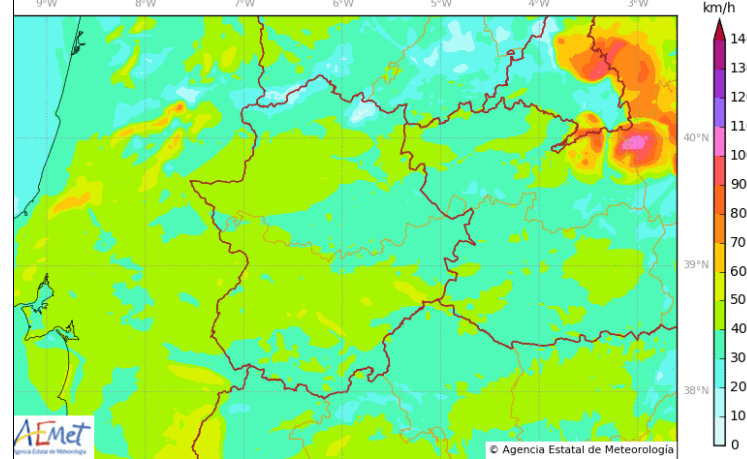 9°W 8°W 7°W 6°W 5°W 4°W 3°W km/h
140
130
120
110
100
40°N
90
80
70
39°N
60
50
40
30
38°N
20
10
0
AEMet
Agencia Estatal de Meteorología
© Agencia Estatal de Meteorología